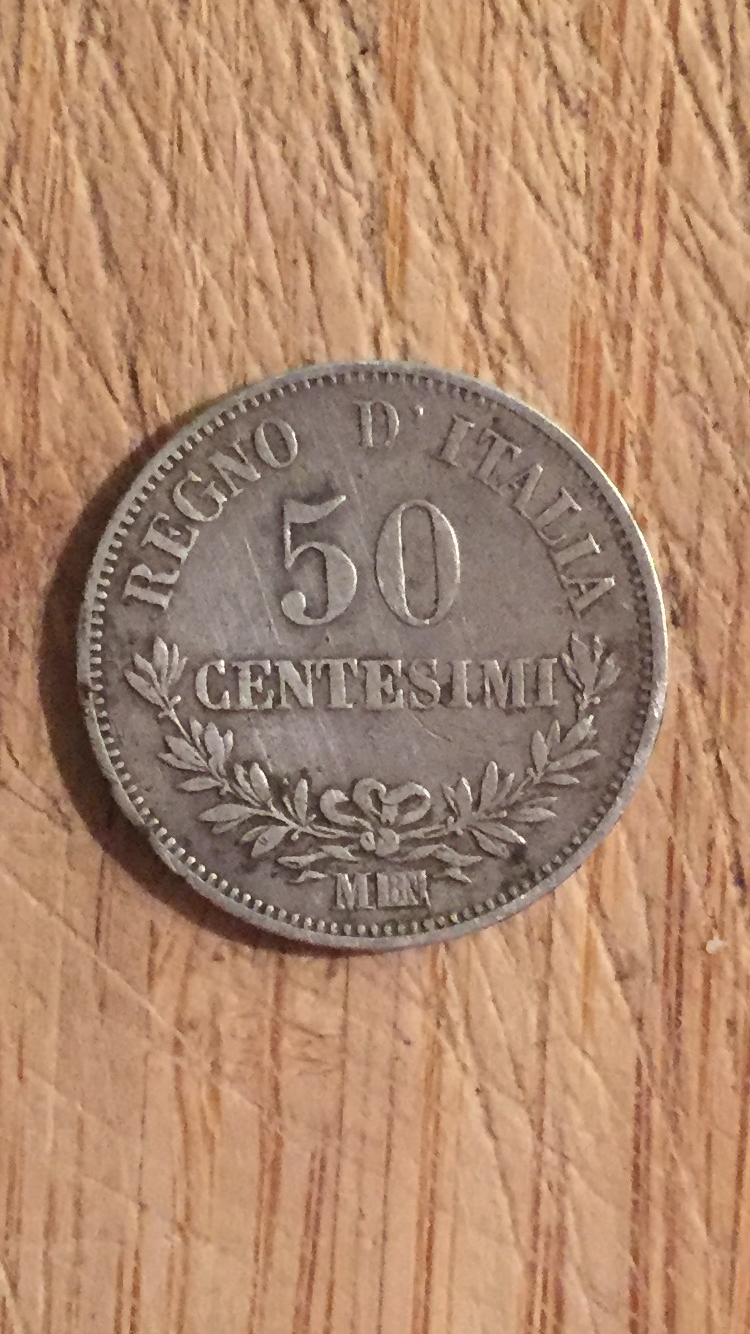 REGNO D'ITALIA
50
CENTESIMI
M BN